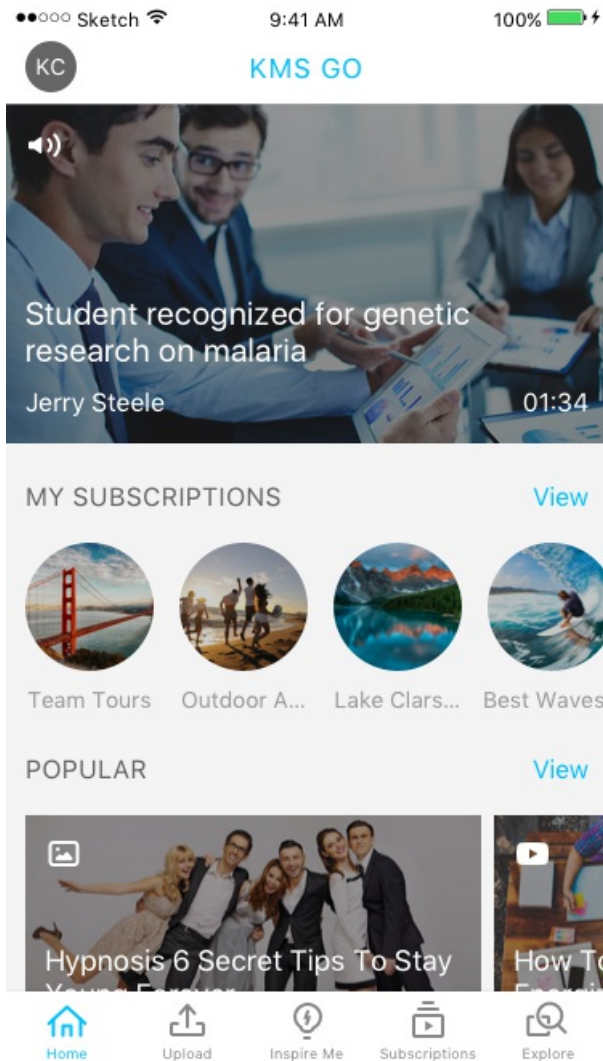 Sketch 9:41 AM 100%
KC KMS GO
Student recognized for genetic
research on malaria
Jerry Steele 01:34
MY SUBSCRIPTIONS View
Team Tours Outdoor A... Lake Clars... Best Waves
POPULAR View
Hypnosis 6 Secret Tips To Stay How To
Young Forever
Home Upload Inspire Me Subscriptions Explore